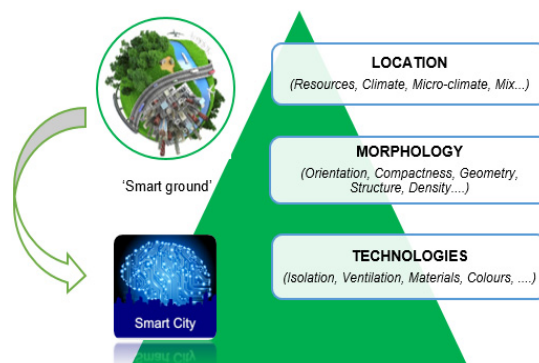 LOCATION
(Resources, Climate, Micro-climate, Mix...)
MORPHOLOGY
(Orientation, Compactness, Geometry,
Structure, Density....)
'Smart ground'
TECHNOLOGIES
(Isolation, Ventilation, Materials, Colours, ....)
Smart City